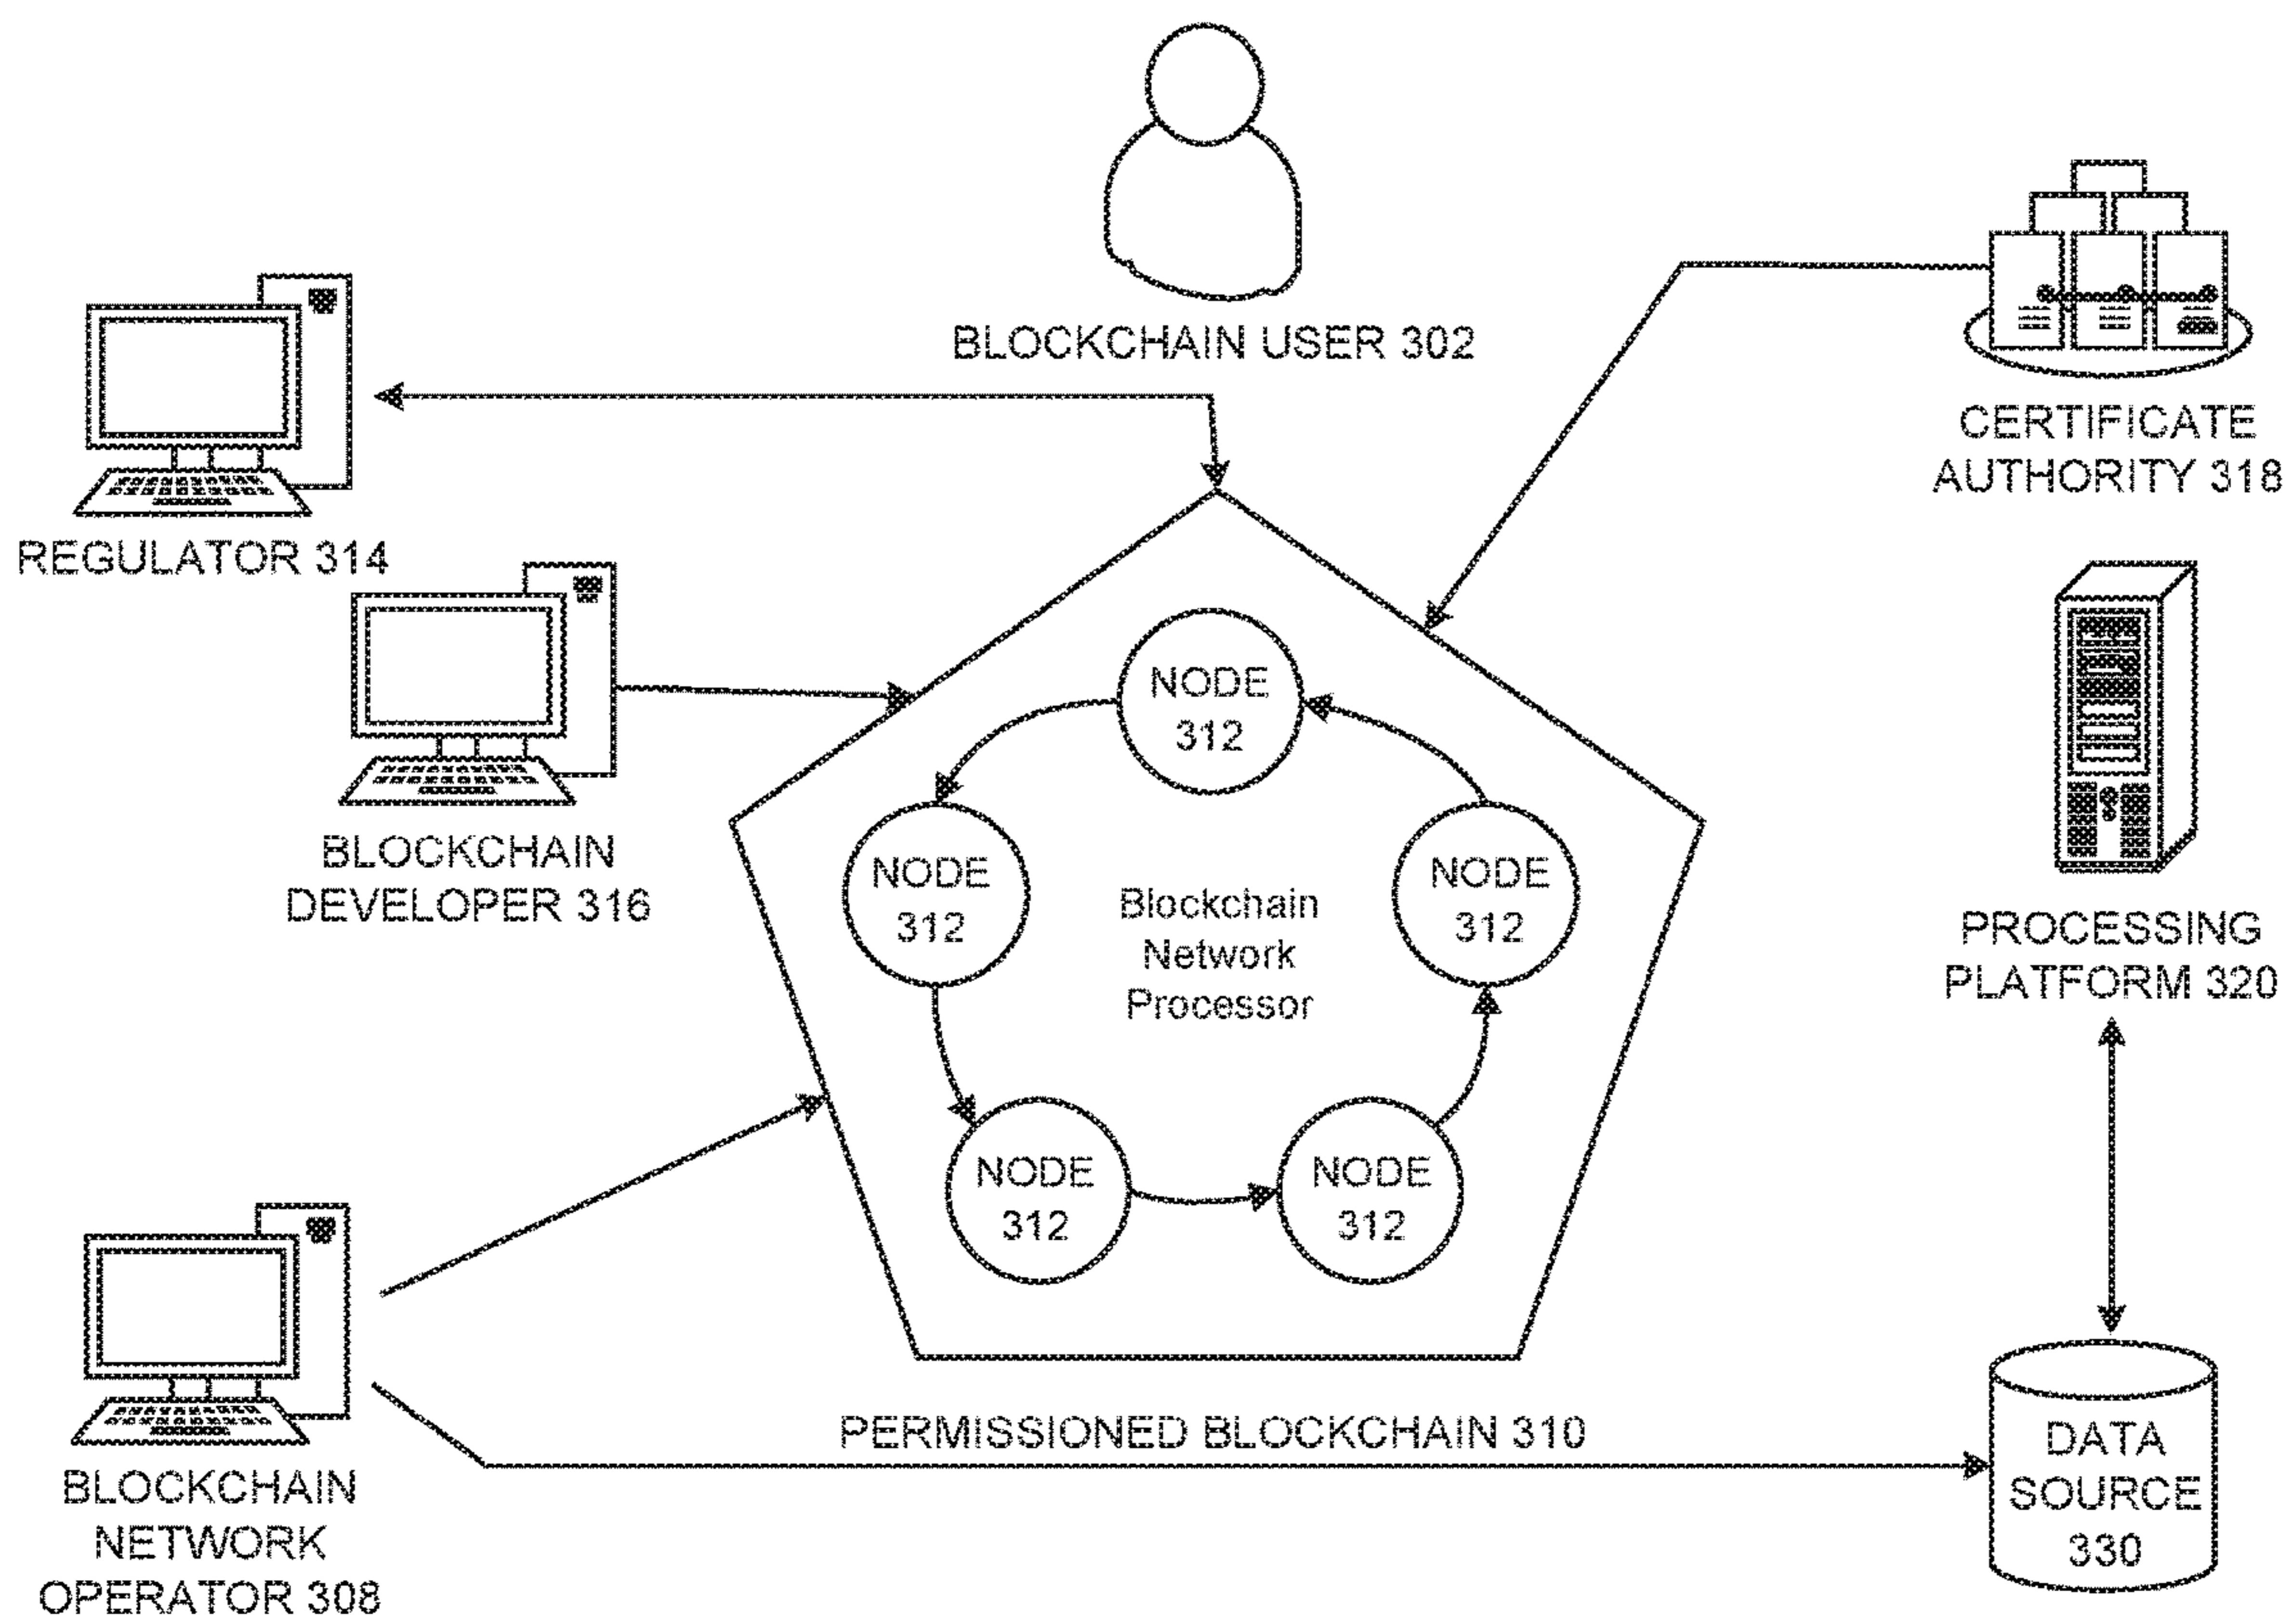 BLOCKCHAIN USER 302
CERTIFICATE
AUTHORITY 318
REGULATOR 314
BLOCKCHAIN
DEVELOPER 316
NODE
312
NODE
312
Blockchain
Network
Processor
NODE
312
PROCESSING
PLATFORM 320
NODE
312
NODE
312
PERMISSIONED BLOCKCHAIN 310
BLOCKCHAIN
NETWORK
OPERATOR 308
DATA
SOURCE
330